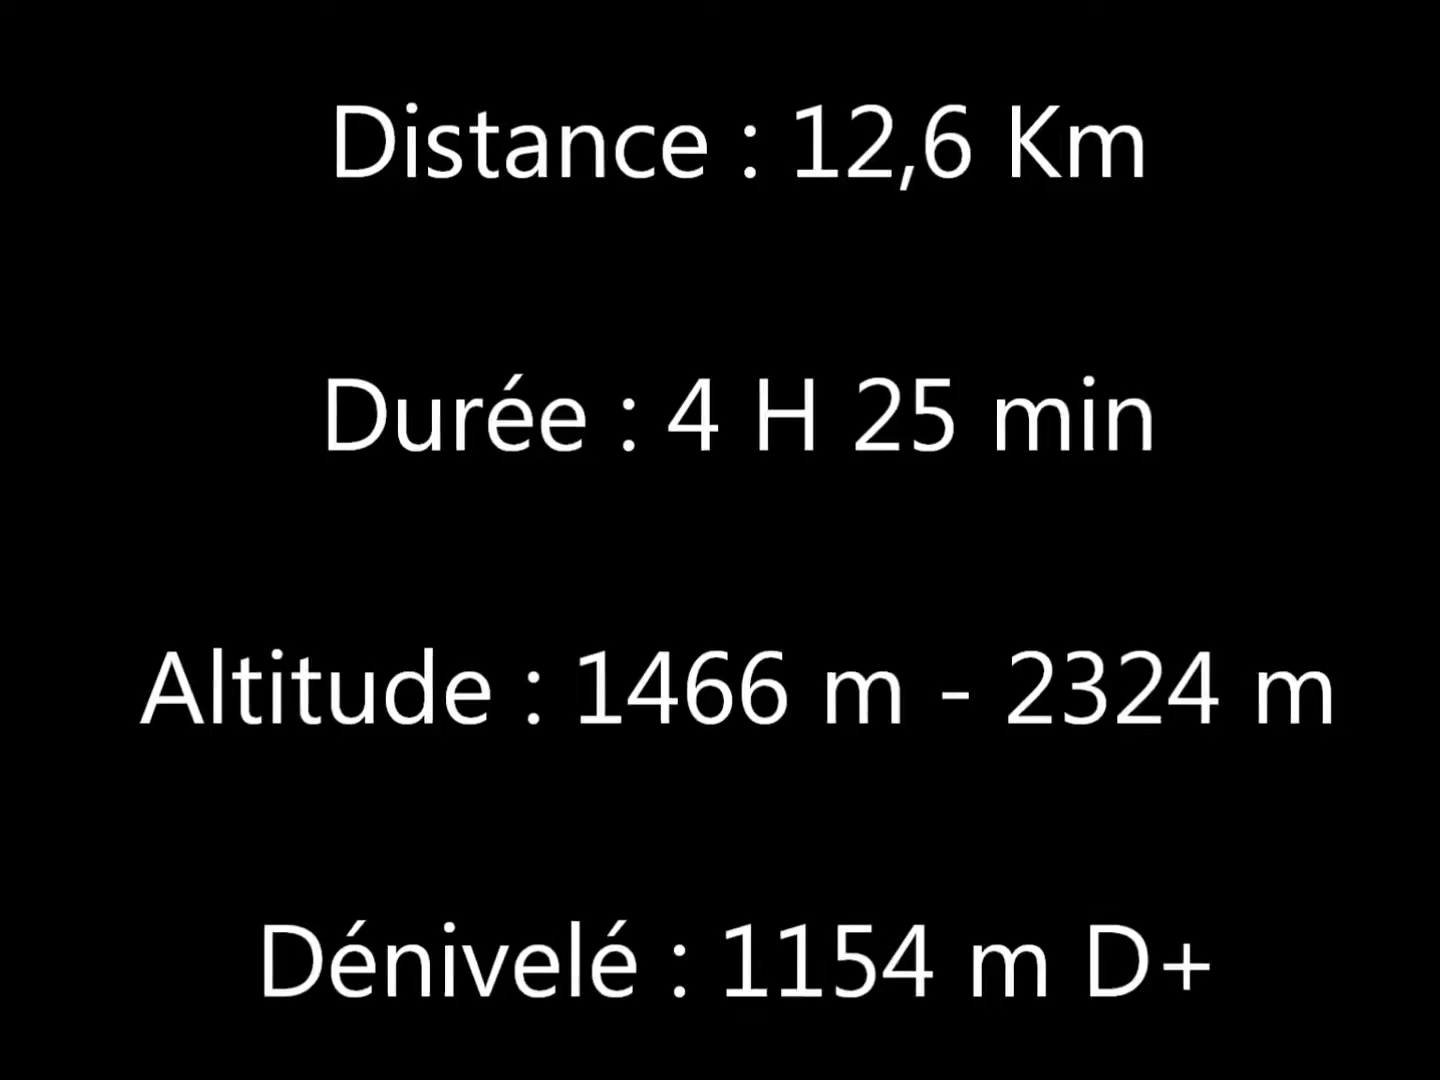 Distance : 12,6 Km
Durée : 4 H 25 min
Altitude : 1466 m - 2324 m
Dénivelé : 1154 m D+